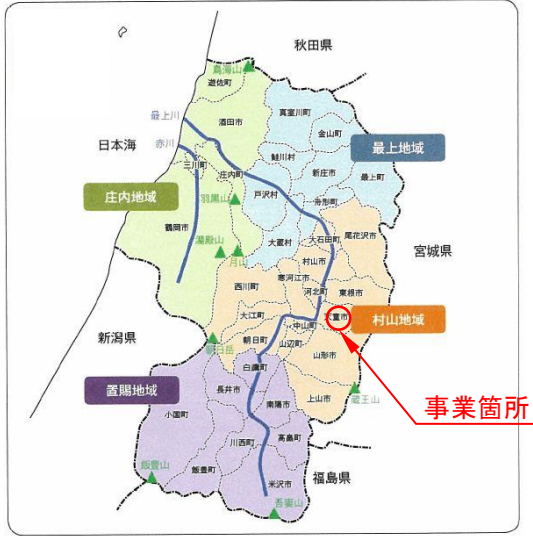 秋田県
鳥海山
遊佐町
真室川町
最上川
酒田市
金山町
赤川
日本海
鮭川村
最上地域
三川町
庄内町
新庄市
最上町
戸沢村
庄内地域
羽黒山
舟形町
鶴岡市
大蔵村
大石田町
尾花沢市
湯殿山
月山
村山市
宮城県
寒河江市
西川町
河北町
東根市
大江町
天童市
村山地域
中山町
新潟県
朝日町
山辺町
朝日岳
山形市
白鷹町
置賜地域
長井市
上山市
蔵王山
小国町
南陽市
事業箇所
川西町
高畠町
飯豊山
飯豊町
福島県
米沢市
吾妻山